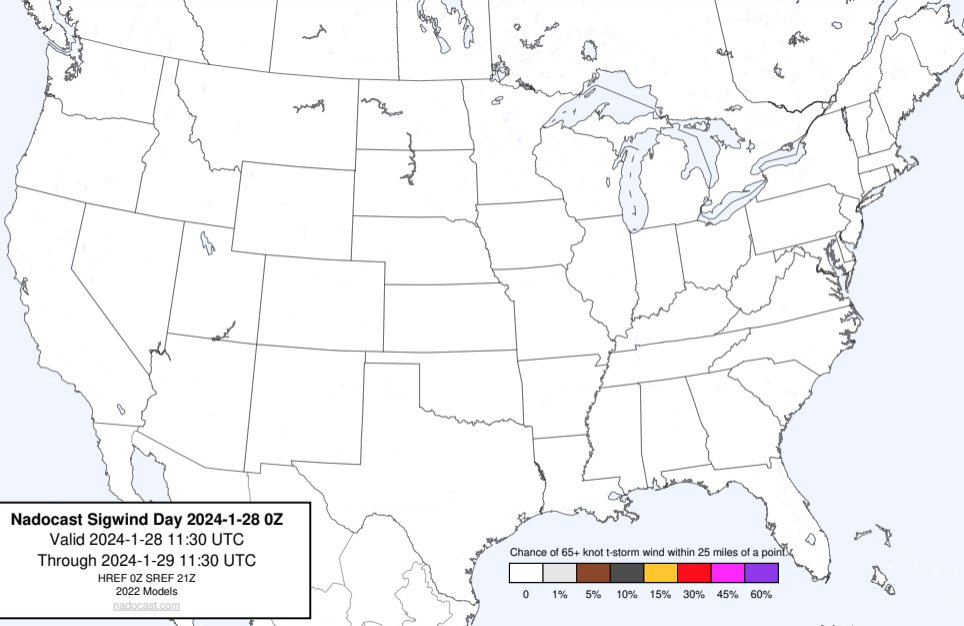 Nadocast Sigwind Day 2024-1-28 0Z
Valid 2024-1-28 11:30 UTC
Through 2024-1-29 11:30 UTC
HREF 0Z SREF 21Z
2022 Models
nadocast.com
Chance of 65+ knot t-storm wind within 25 miles of a point.
0 1% 5% 10% 15% 30% 45% 60%